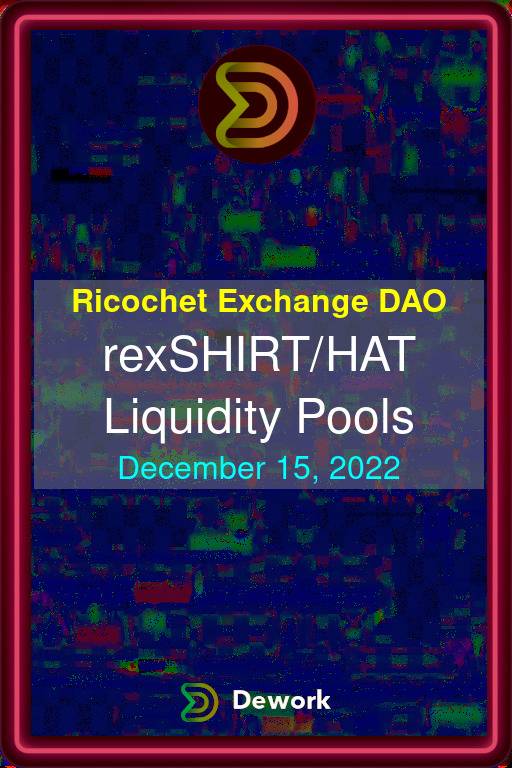 Ricochet Exchange DAO
rexSHIRT/HAT
Liquidity Pools
December 15, 2022
Dework